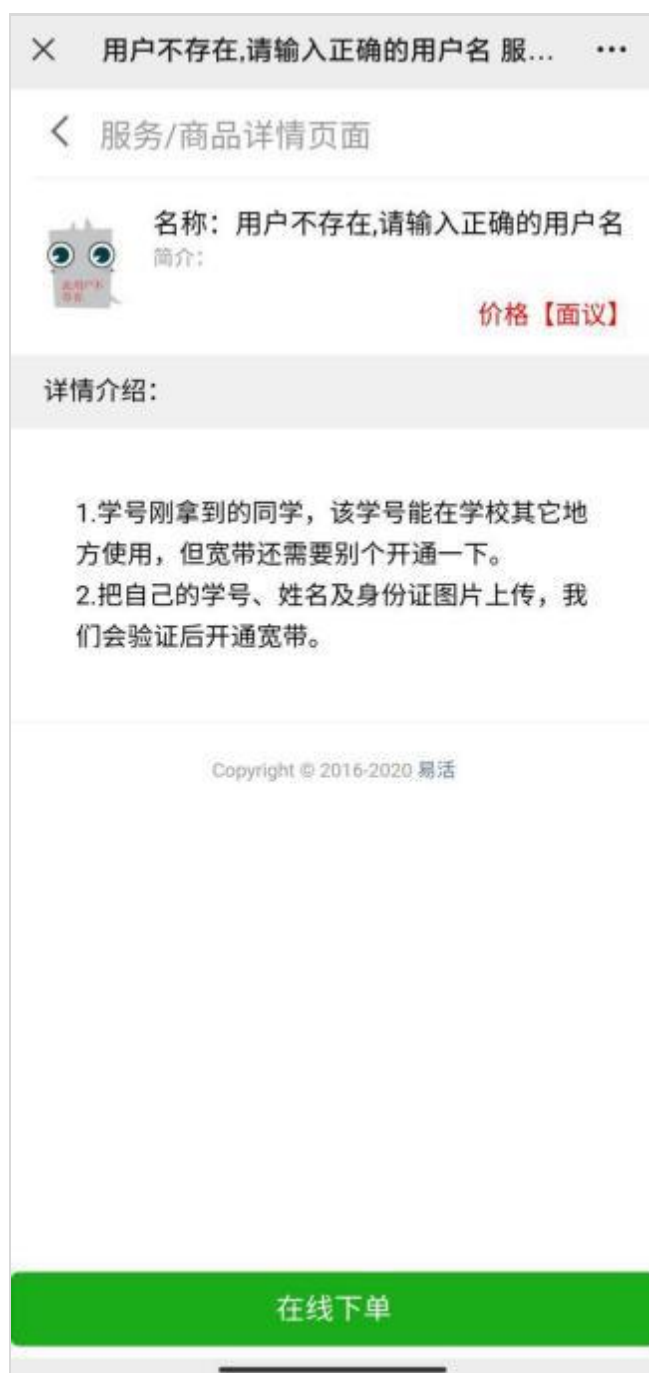 用户不存在,请输入正确的用户名 服...
服务/商品详情页面
名称：用户不存在,请输入正确的用户名
简介：
此用户不
存在
价格【面议】
详情介绍：
1.学号刚拿到的同学，该学号能在学校其它地
方使用，但宽带还需要别个开通一下。
2.把自己的学号、姓名及身份证图片上传，我
们会验证后开通宽带。
Copyright © 2016-2020 易活
在线下单